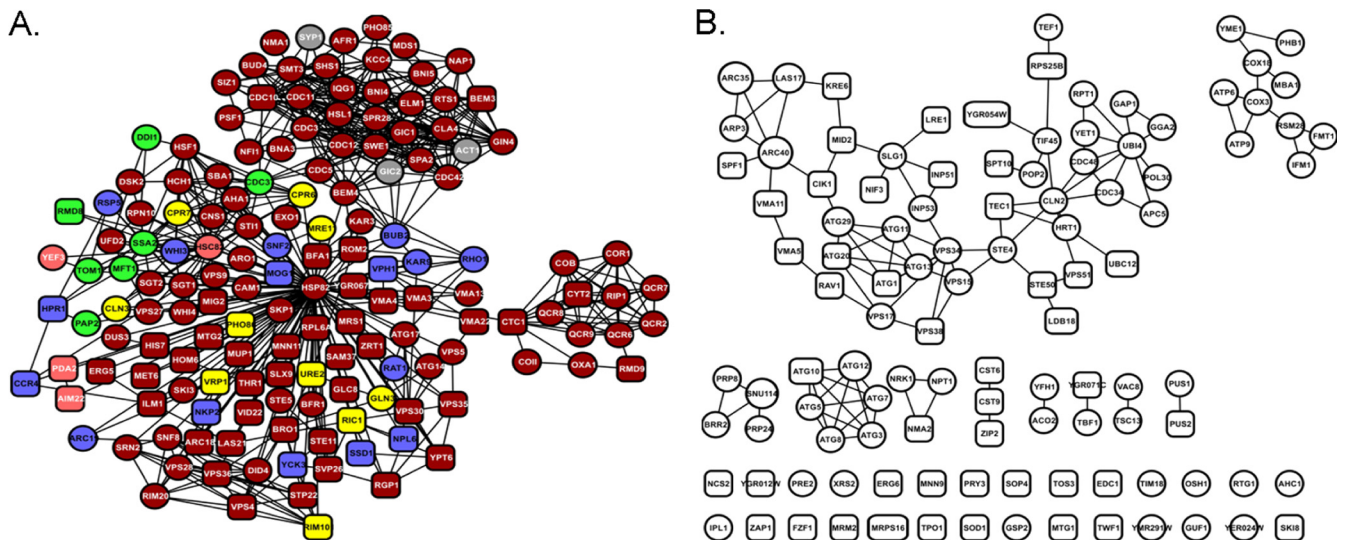 A.
B.
PHO85
SYP1
AFR1
MDS1
NMA1
KCC4
NAP1
BUD4
SMT3
SHS1
BNI5
SIZ1
IQG1
BNI4
ELM1
RTS1
BEM3
CDC10
CDC11
HSL1
SPR28
CLA4
PSF1
CDC3
GIC1
GIN4
NFI1
BNA3
CDC12
SWE1
SPA2
ACT1
CDC5
GIC2
CDC42
BEM4
DDI1
HSF1
SBA1
CDC3
DSK2
HCH1
AHA1
CPR6
RSP5
RMD8
RPN10
CPR7
CNS1
STI1
EXO1
MRE11
KAR3
BUB2
UFD2
SSA2
WHI3
HSC82
SNF2
BFA1
ROM2
YEF3
TOM1
MFT1
ARO1
MOG1
VPH1
KAR9
RHO1
SGT2
SGT1
VPS9
CAM1
HSP82
YGR067
HPR1
CLN3
VPS27
WHI4
MIG2
SKP1
VMA4
VMA3
VMA13
PAP2
DUS3
MTG2
PHO86
RPL6A
MRS1
VMA22
HIS7
HOM6
MUP1
MNN11
SAM37
ZRT1
ATG17
VPS5
CCR4
PDA2
ERG5
MET6
SKI3
VRP1
THR1
SLX9
URE2
GLC8
RAT1
ATG14
AIM22
ILM1
NKP2
VID22
STE5
BFR1
GLN3
VPS30
VPS35
SNF8
ARC18
LAS21
BRO1
STE11
RIC1
NPL6
SRN2
VPS28
VPS36
DID4
YCK3
SVP26
SSD1
YPT6
RIM20
VPS4
STP22
RGP1
COB
COR1
QCR7
CYT2
RIP1
QCR8
CTC1
QCR9
QCR6
QCR2
COII
OXA1
RMD9
ARC35
LAS17
KRE6
ARP3
MID2
LRE1
ARC40
SLG1
SPF1
CIK1
NIF3
INP51
VMA11
INP53
ATG29
ATG11
VMA5
ATG20
ATG13
VPS34
STE4
RAV1
ATG1
VPS15
VPS17
VPS38
TEF1
RPS25B
YGR054W
TIF45
SPT10
POP2
RPT1
GAP1
YET1
GGA2
UBI4
CDC48
POL30
CLN2
CDC34
APC5
TEC1
HRT1
UBC12
VPS51
STE50
LDB18
YME1
PHB1
COX18
MBA1
ATP6
COX3
ATP9
RSM28
FMT1
IFM1
PRP8
SNU114
BRR2
PRP24
ATG10
ATG12
ATG5
ATG7
ATG8
ATG3
NRK1
NPT1
NMA2
CST6
CST9
ZIP2
YFH1
ACO2
YGR071C
TBF1
VAC8
TSC13
PUS1
PUS2
NCS2
YGR012W
PRE2
XRS2
ERG6
MNN9
PRY3
SOP4
TOS3
EDC1
TIM18
OSH1
RTG1
AHC1
IPL1
ZAP1
FZF1
MRM2
MRPS16
TPO1
SOD1
GSP2
MTG1
TWF1
YMR291W
GUF1
YER024W
SKI8